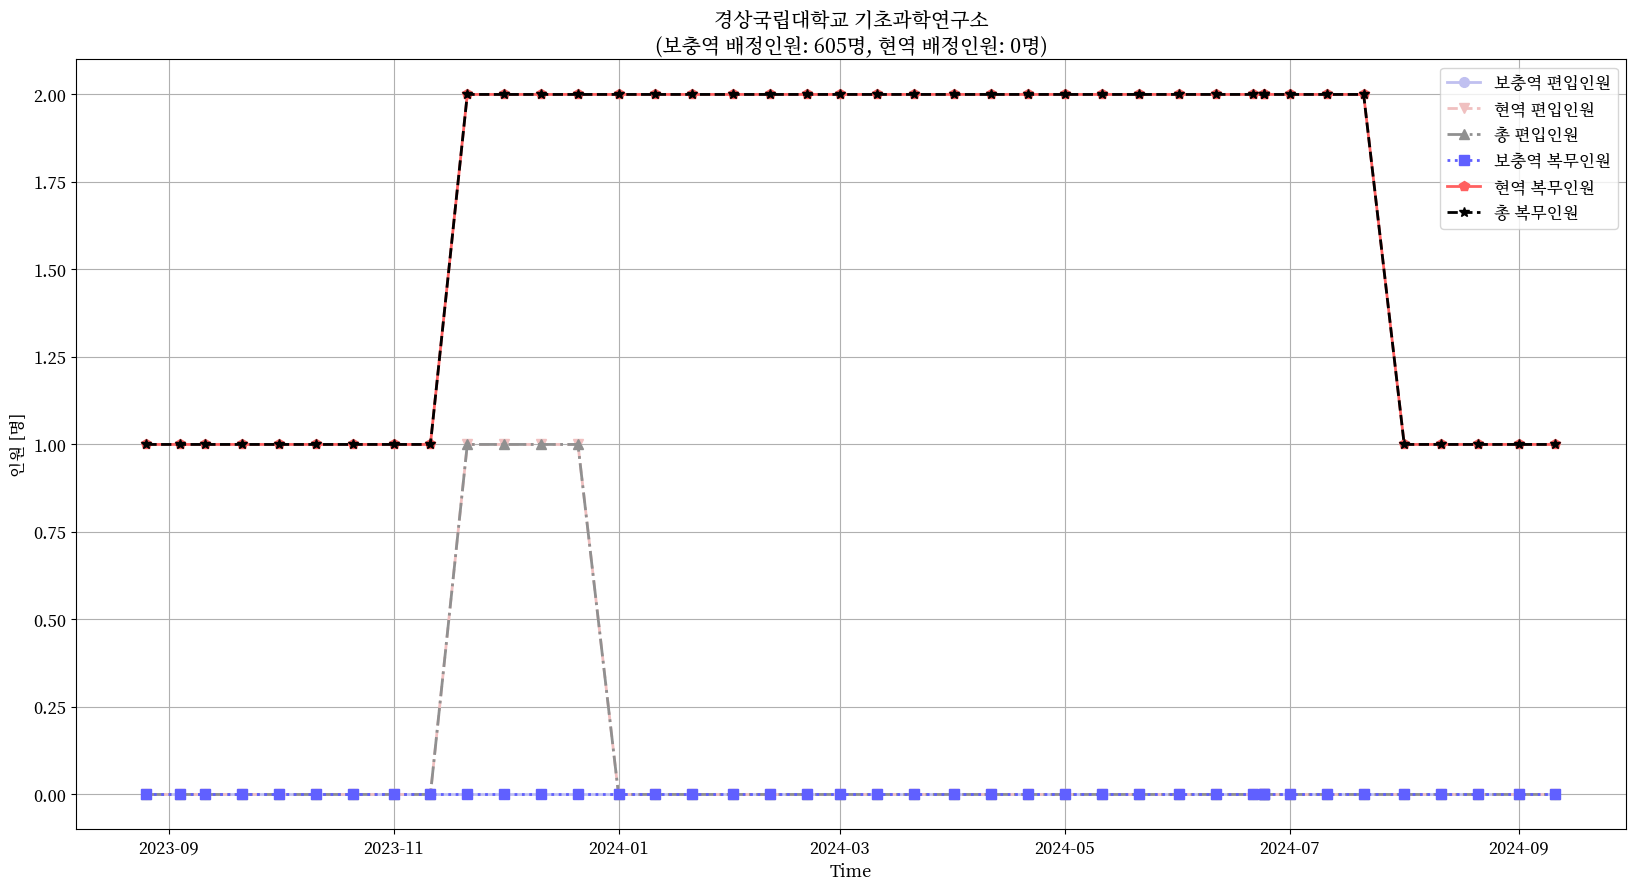 경상국립대학교 기초과학연구소
(보충역 배정인원: 605명, 현역 배정인원: 0명)
보충역 편입인원
현역 편입인원
총 편입인원
보충역 복무인원
현역 복무인원
총 복무인원
인원 [명]
2.00
1.75
1.50
1.25
1.00
0.75
0.50
0.25
0.00
2023-09
2023-11
2024-01
2024-03
2024-05
2024-07
2024-09
Time